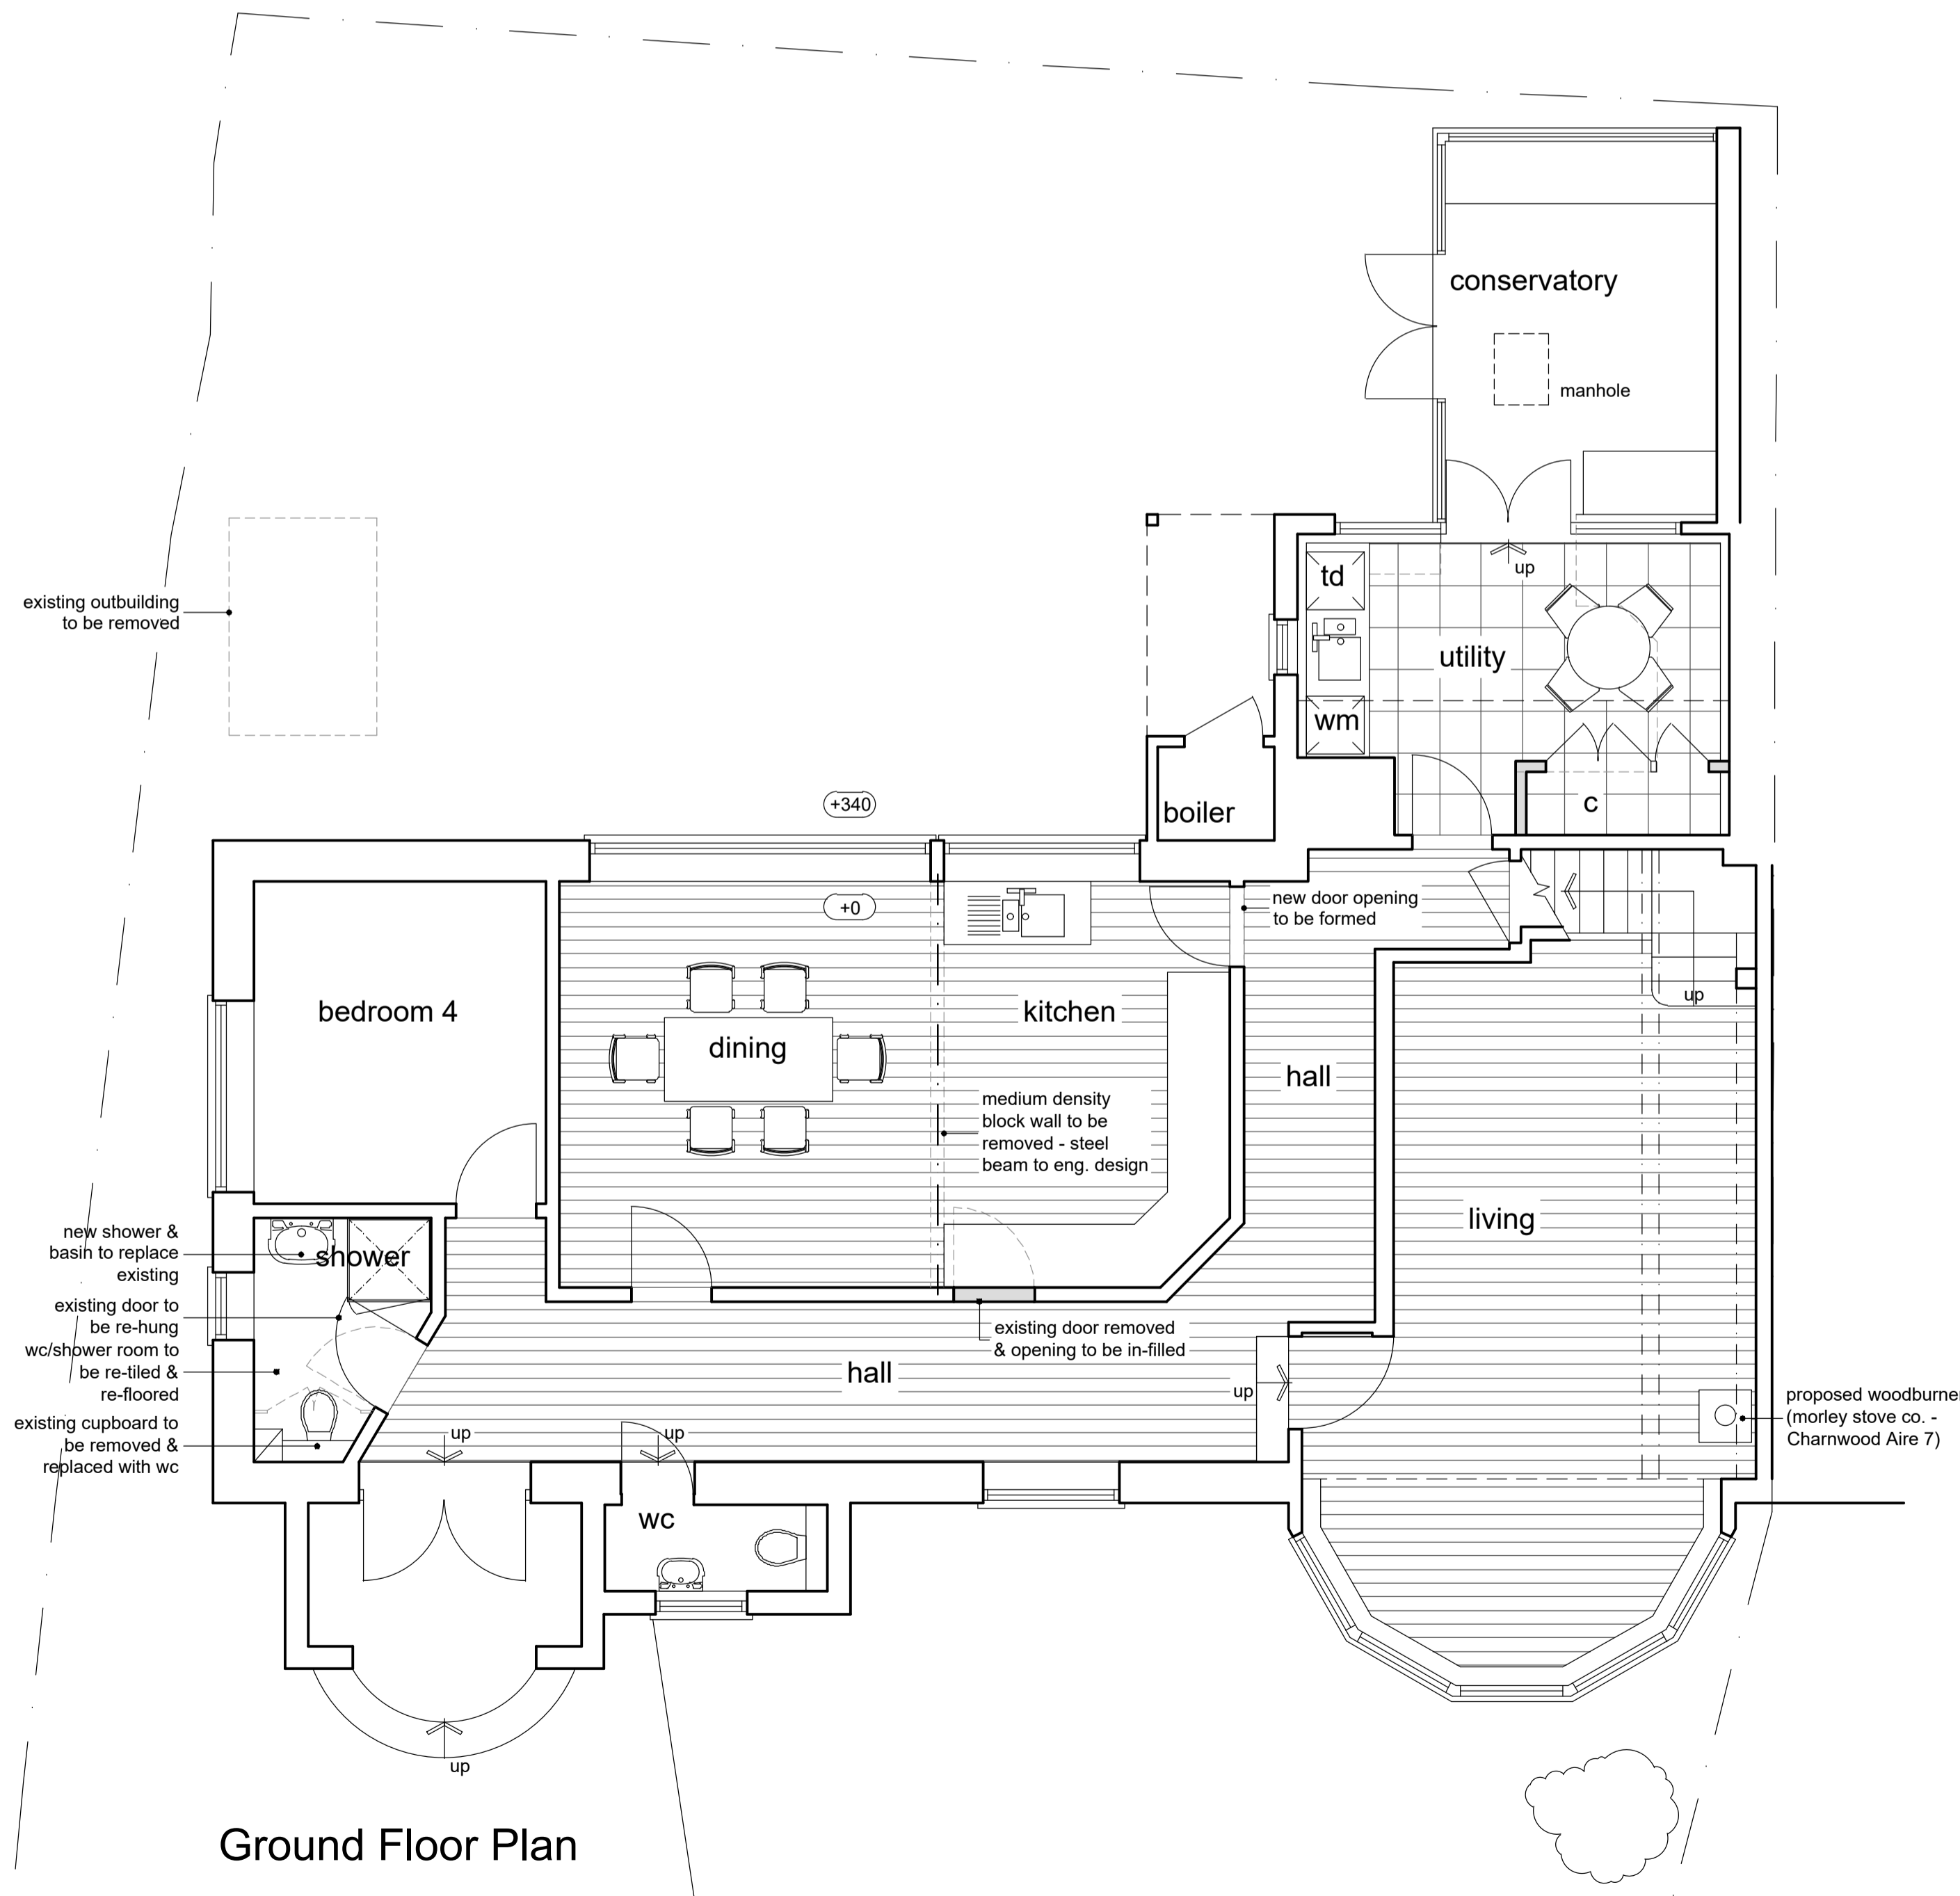 conservatory
manhole
up
td
existing outbuilding
to be removed
utility
wm
+340
boiler
c
new door opening
to be formed
+0
up
bedroom 4
kitchen
dining
hall
medium density
block wall to be
removed - steel
beam to eng. design
living
new shower &
basin to replace
existing
shower
existing door to
be re-hung
wc/shower room to
be re-tiled &
re-floored
existing door removed
& opening to be in-filled
hall
up
proposed woodburner
(morley stove co. -
Charnwood Aire 7)
existing cupboard to
be removed &
replaced with wc
up
up
wc
up
Ground Floor Plan